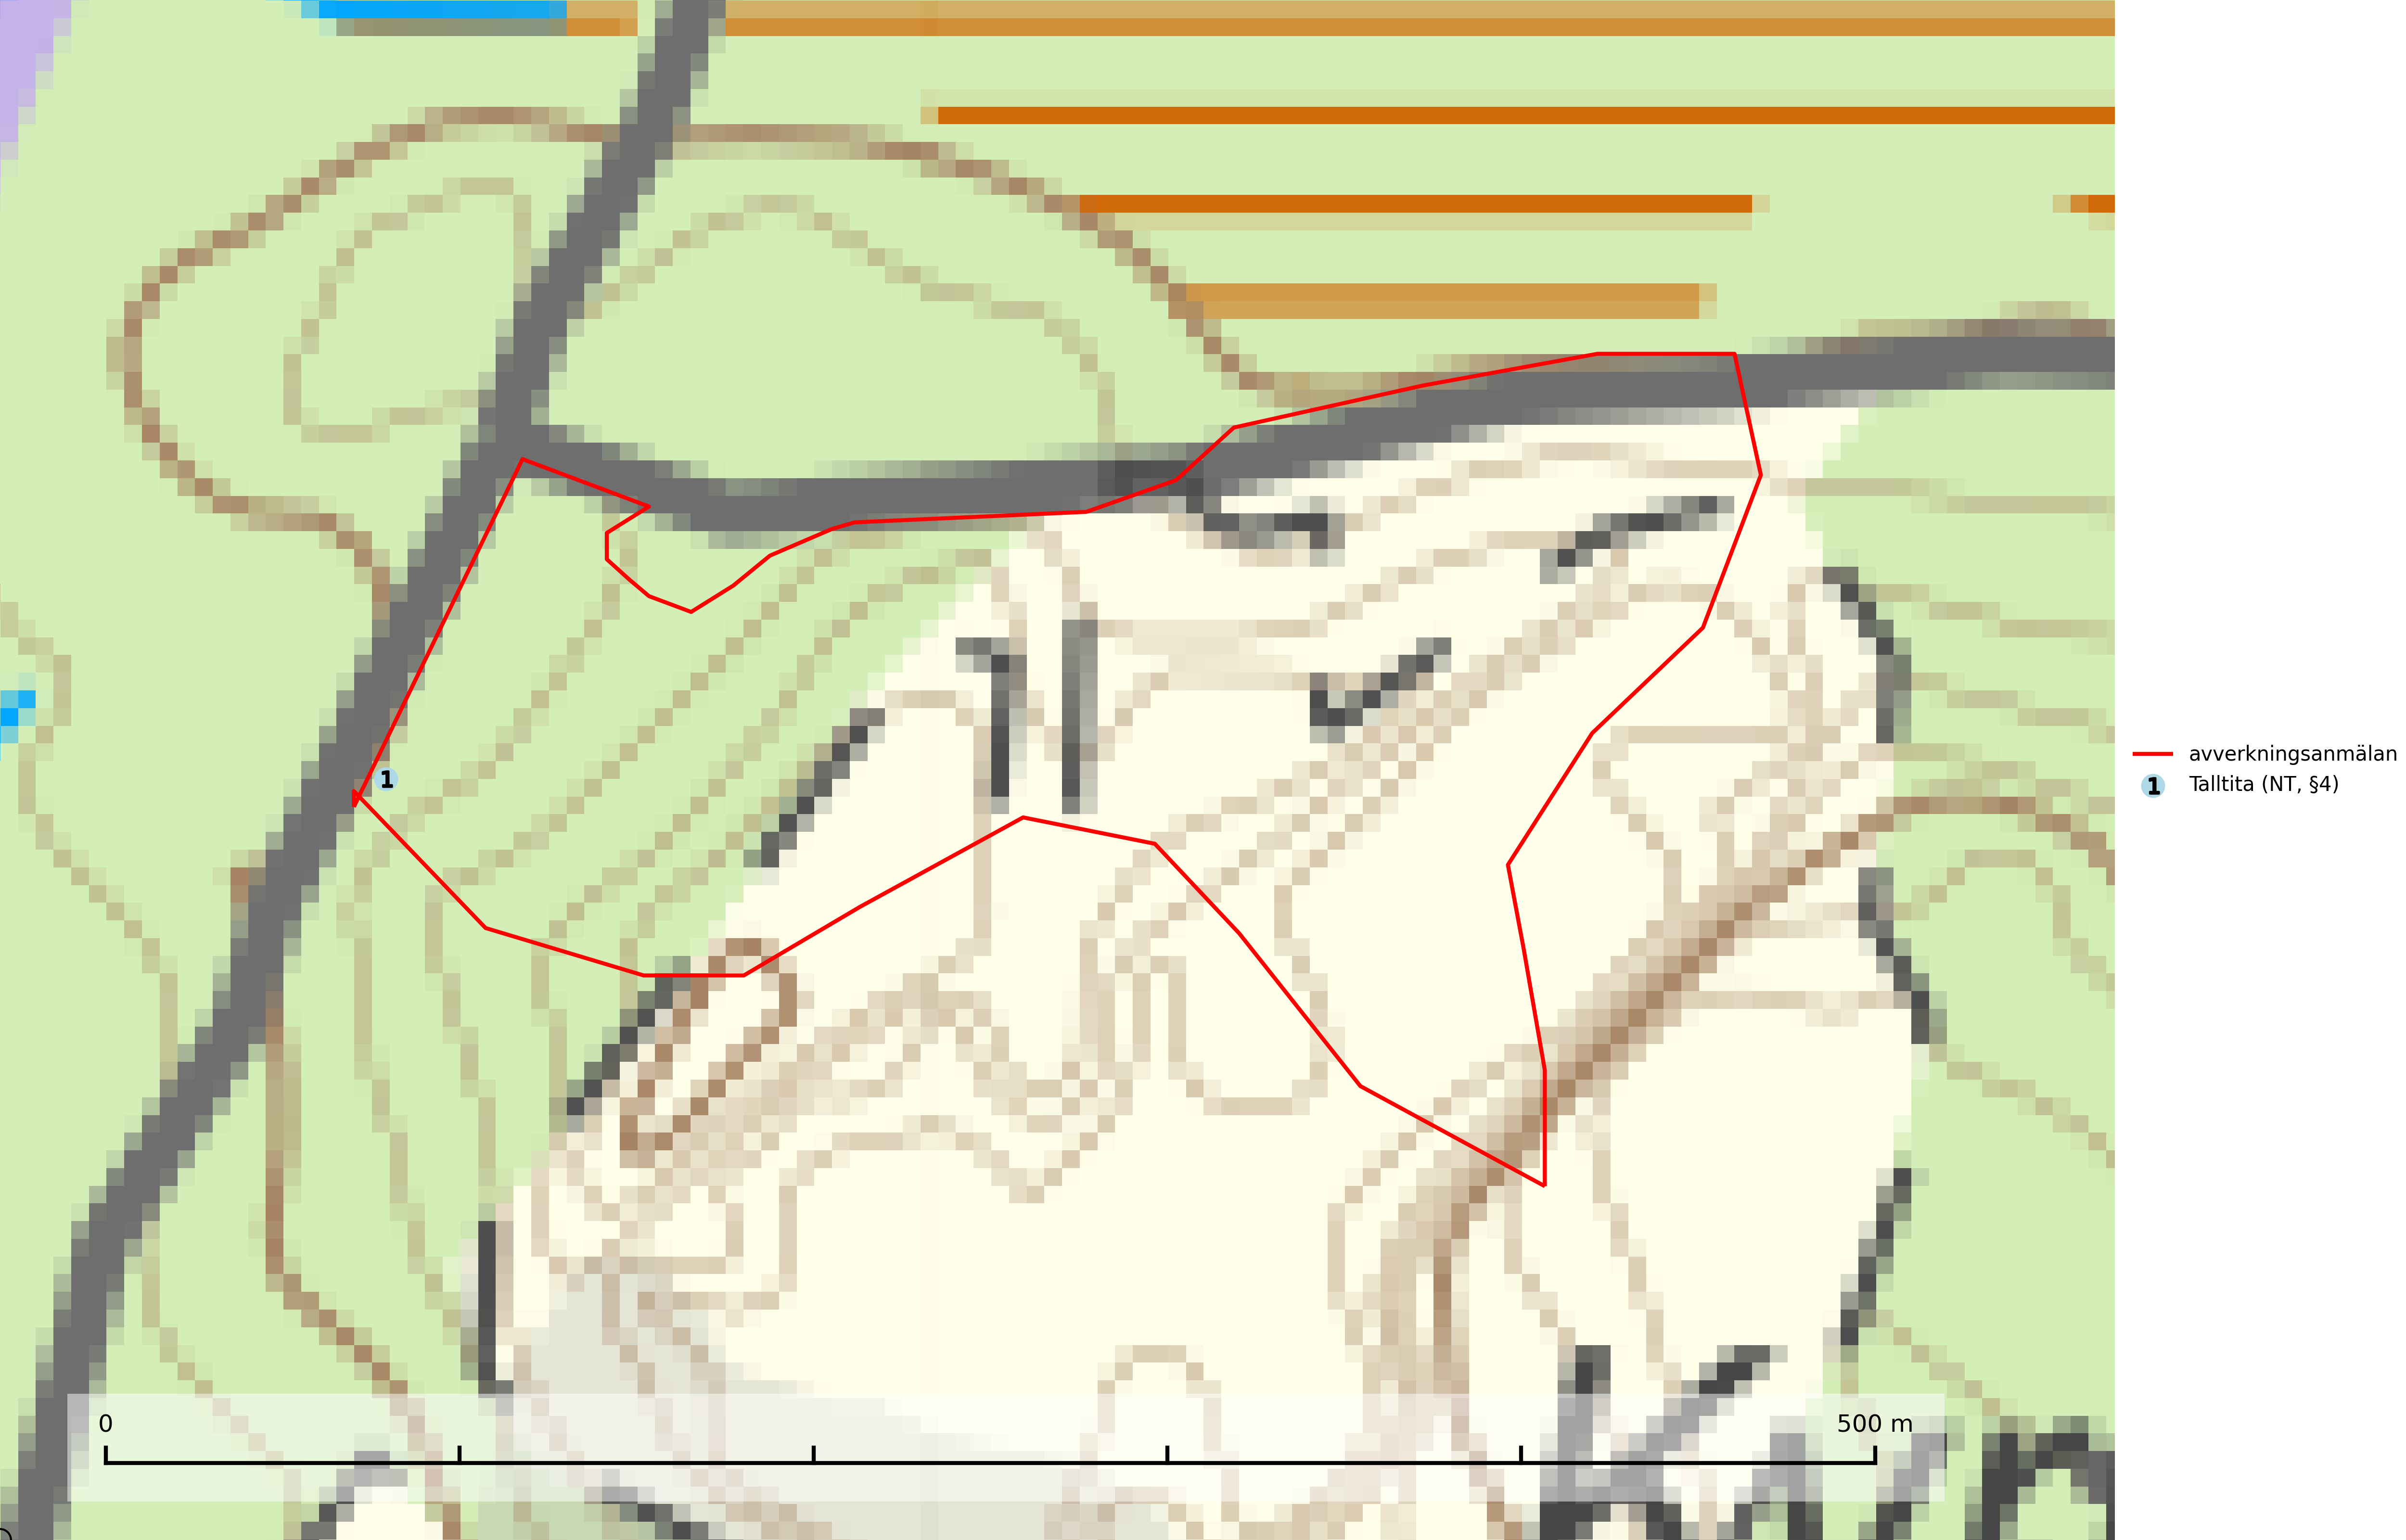 1
avverkningsanmälan
1 Talltita (NT, §4)
0 500 m